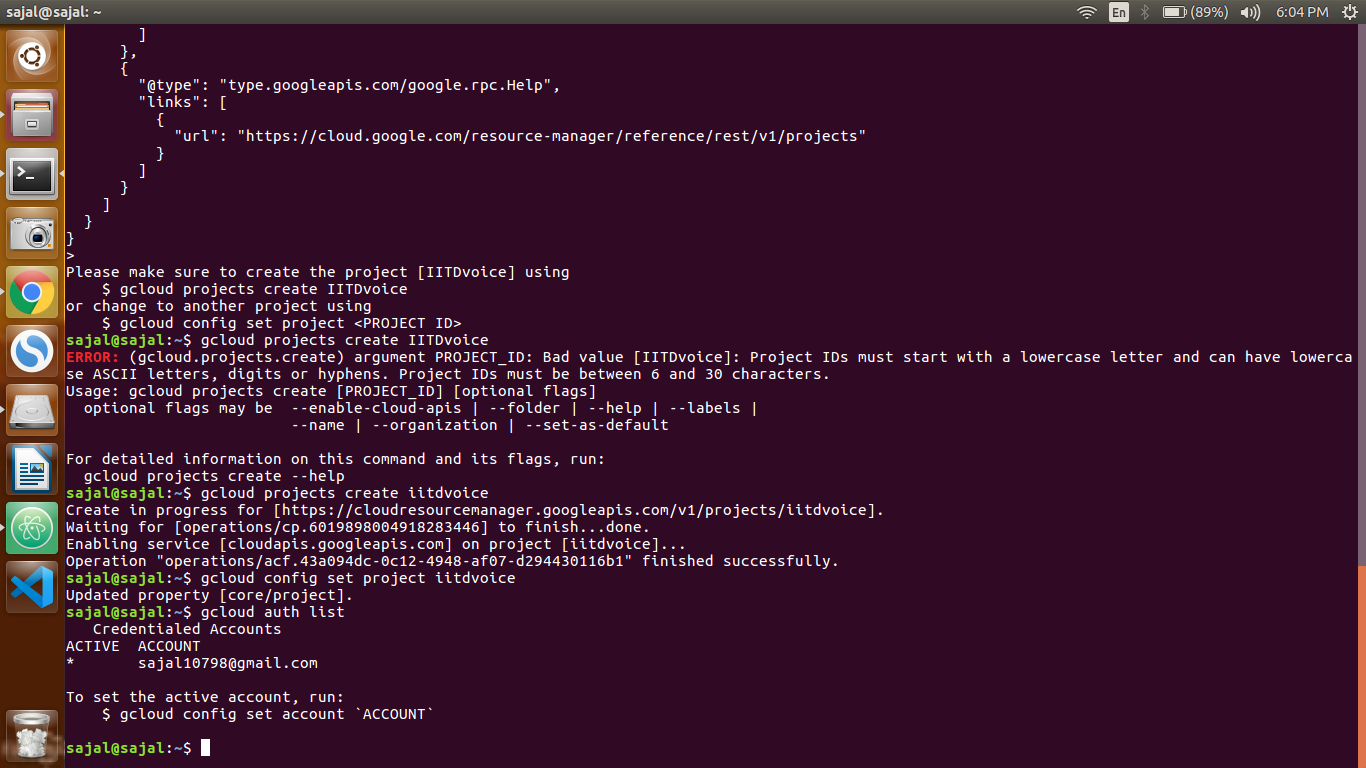 sajal@sajal: ~
En
(89%)
6:04 PM
]
},
{
"@type": "type.googleapis.com/google.rpc.Help",
"links": [
{
"url": "https://cloud.google.com/resource-manager/reference/rest/v1/projects"
}
]
}
]
}
}
>
Please make sure to create the project [IITDvoice] using
$ gcloud projects create IITDvoice
or change to another project using
$ gcloud config set project <PROJECT ID>
sajal@sajal:~$ gcloud projects create IITDvoice
ERROR: (gcloud.projects.create) argument PROJECT_ID: Bad value [IITDvoice]: Project IDs must start with a lowercase letter and can have lowerca
se ASCII letters, digits or hyphens. Project IDs must be between 6 and 30 characters.
Usage: gcloud projects create [PROJECT_ID] [optional flags]
optional flags may be  --enable-cloud-apis | --folder | --help | --labels |
--name | --organization | --set-as-default
For detailed information on this command and its flags, run:
gcloud projects create --help
sajal@sajal:~$ gcloud projects create iitdvoice
Create in progress for [https://cloudresourcemanager.googleapis.com/v1/projects/iitdvoice].
Waiting for [operations/cp.6019898004918283446] to finish...done.
Enabling service [cloudapis.googleapis.com] on project [iitdvoice]...
Operation "operations/acf.43a094dc-0c12-4948-af07-d294430116b1" finished successfully.
sajal@sajal:~$ gcloud config set project iitdvoice
Updated property [core/project].
sajal@sajal:~$ gcloud auth list
Credentialed Accounts
ACTIVE  ACCOUNT
*       sajal10798@gmail.com
To set the active account, run:
$ gcloud config set account `ACCOUNT`
sajal@sajal:~$